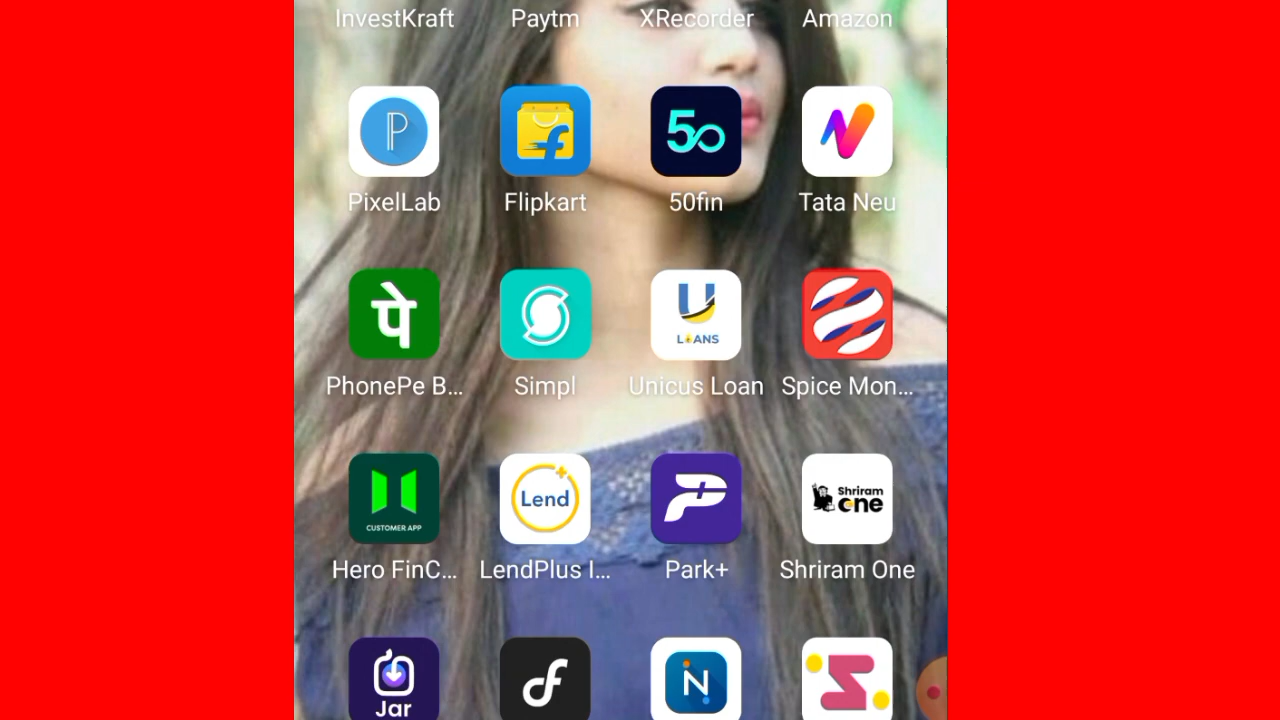 InvestKraft Paytm XRecorder Amazon
P 50 N
PixelLab Flipkart 50fin Tata Neu
पे U LOANS
PhonePe B... Simpl Unicus Loan Spice Mon...
CUSTOMER APP Lend Shriram one
Hero FinC... LendPlus I... Park+ Shriram One
Jar N